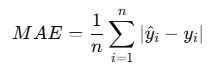 $MAE = \frac{1}{n} \sum_{i=1}^{n} |\hat{y}_i - y_i|$